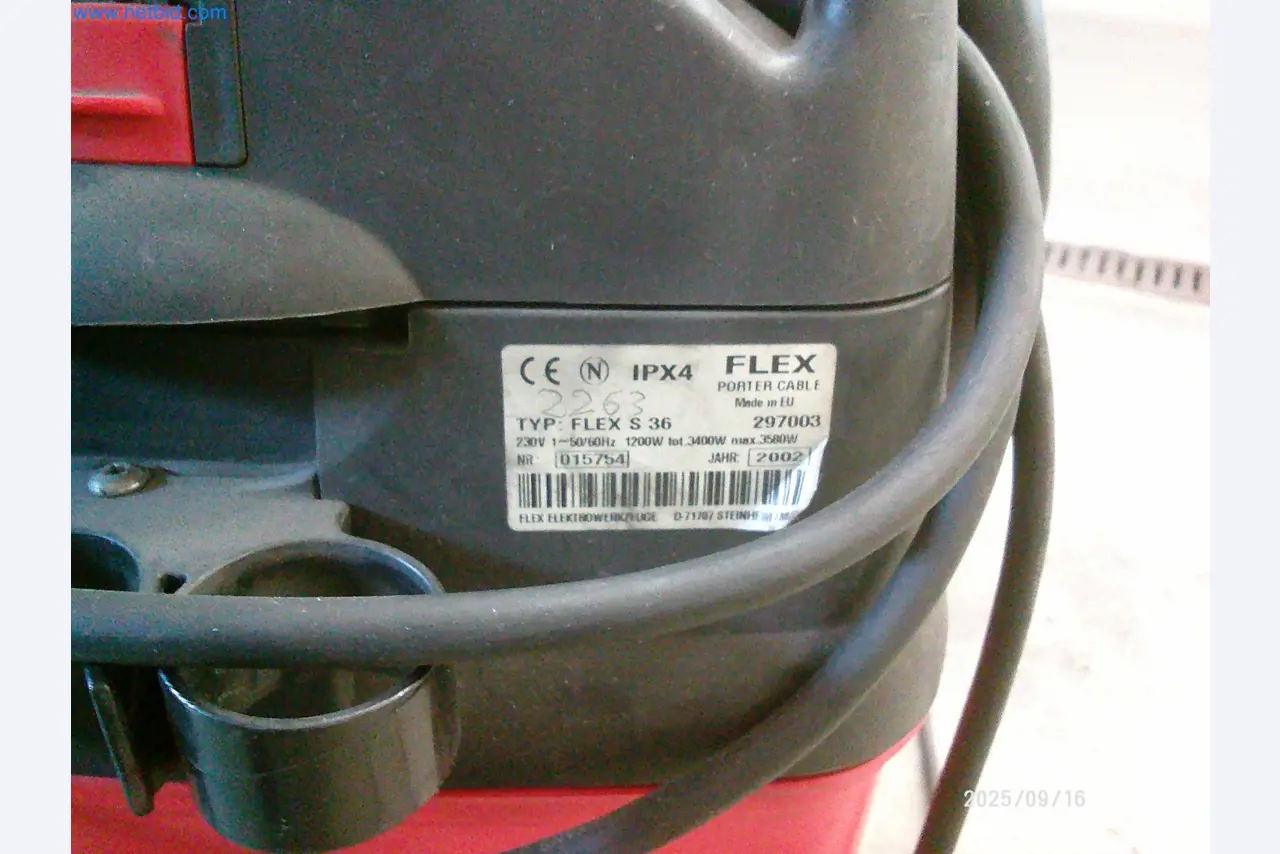 www.netbid.com
CE N IPX4 FLEX
PORTER CABLE
Made in EU
2263
TYP: FLEX S 36 297003
230V 1~50/60Hz 1200W tot.3400W max.3580W
NR: 015754 JAHR: 2002
FLEX ELEKTROWERKZEUGE D-71707
2025/09/16